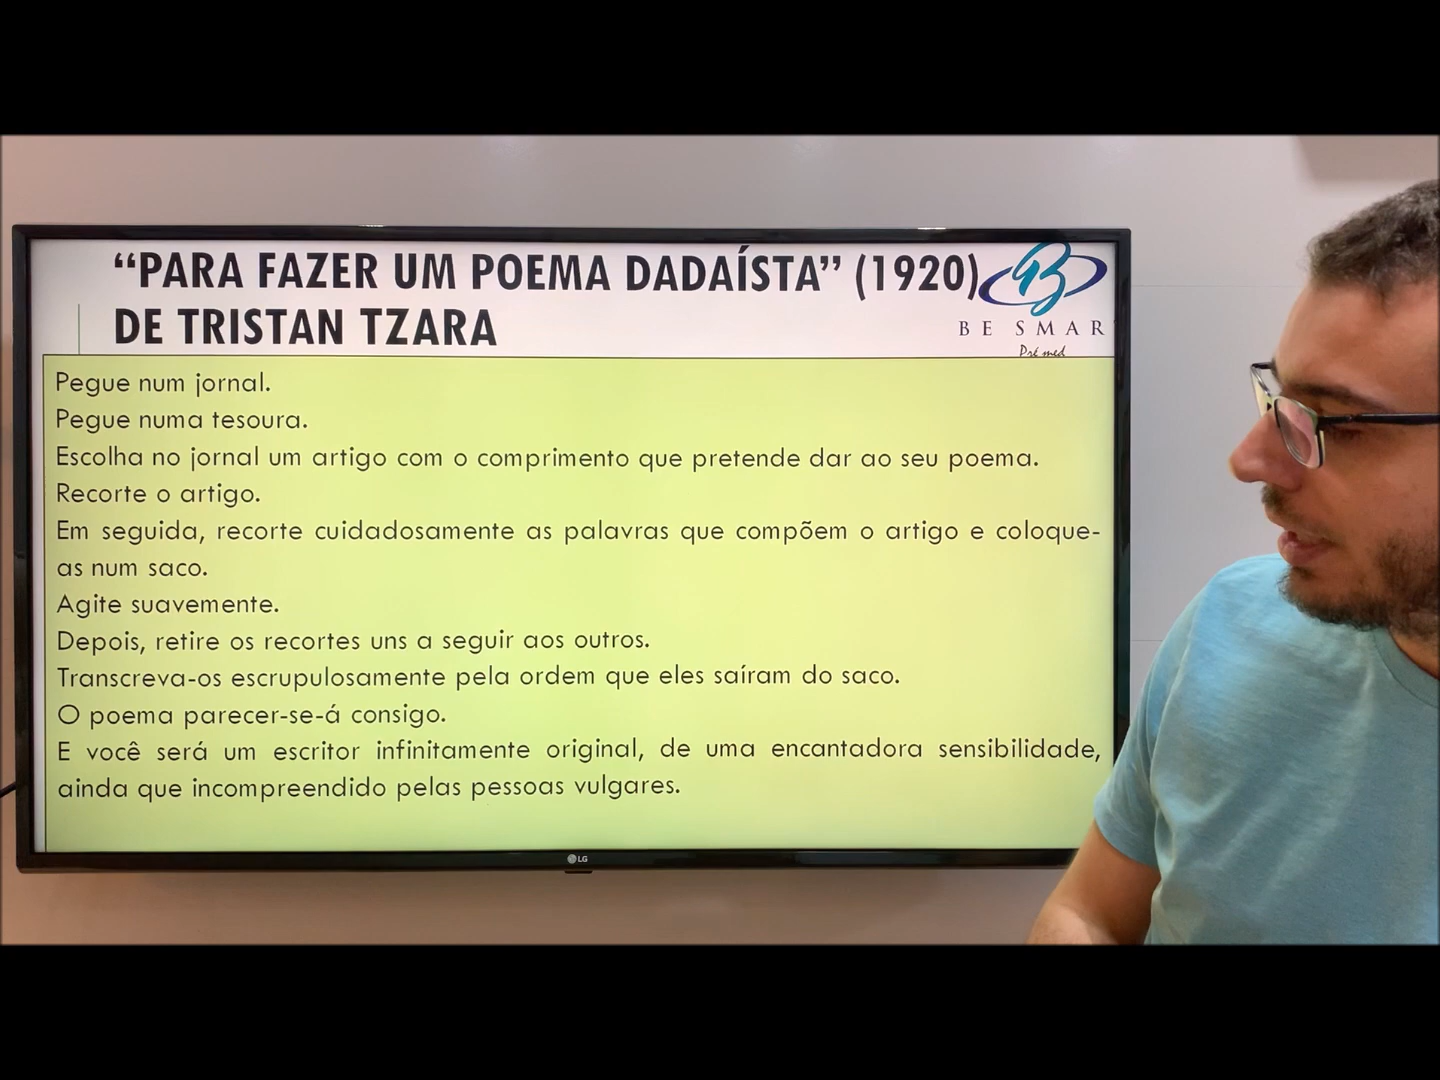 “PARA FAZER UM POEMA DADAÍSTA” (1920)
DE TRISTAN TZARA
BE SMAR
Pré med
Pegue num jornal.
Pegue numa tesoura.
Escolha no jornal um artigo com o comprimento que pretende dar ao seu poema.
Recorte o artigo.
Em seguida, recorte cuidadosamente as palavras que compõem o artigo e coloque-
as num saco.
Agite suavemente.
Depois, retire os recortes uns a seguir aos outros.
Transcreva-os escrupulosamente pela ordem que eles saíram do saco.
O poema parecer-se-á consigo.
E você será um escritor infinitamente original, de uma encantadora sensibilidade,
ainda que incompreendido pelas pessoas vulgares.
LG